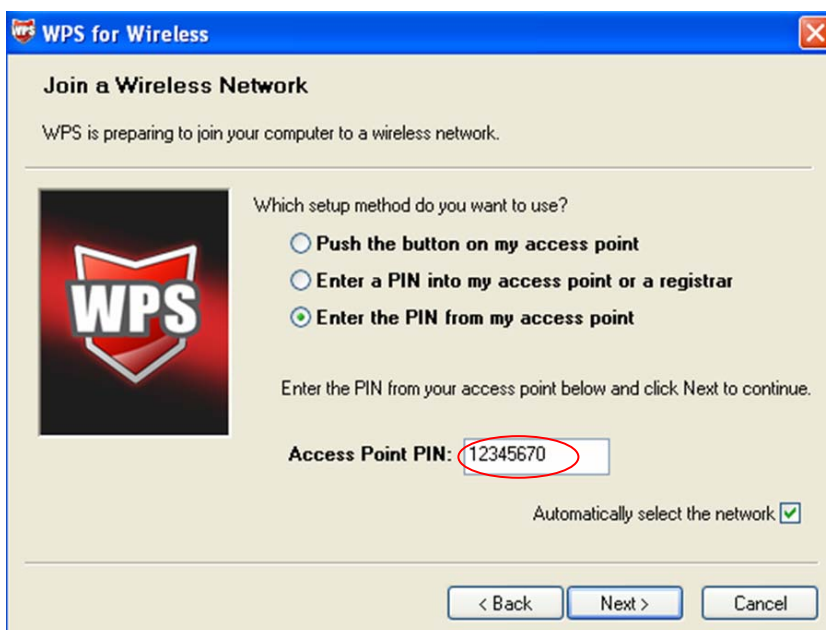 WPS WPS for Wireless
Join a Wireless Network
WPS is preparing to join your computer to a wireless network.
Which setup method do you want to use?
Push the button on my access point
Enter a PIN into my access point or a registrar
Enter the PIN from my access point
WPS
Enter the PIN from your access point below and click Next to continue.
Access Point PIN: 12345670
Automatically select the network
< Back Next > Cancel